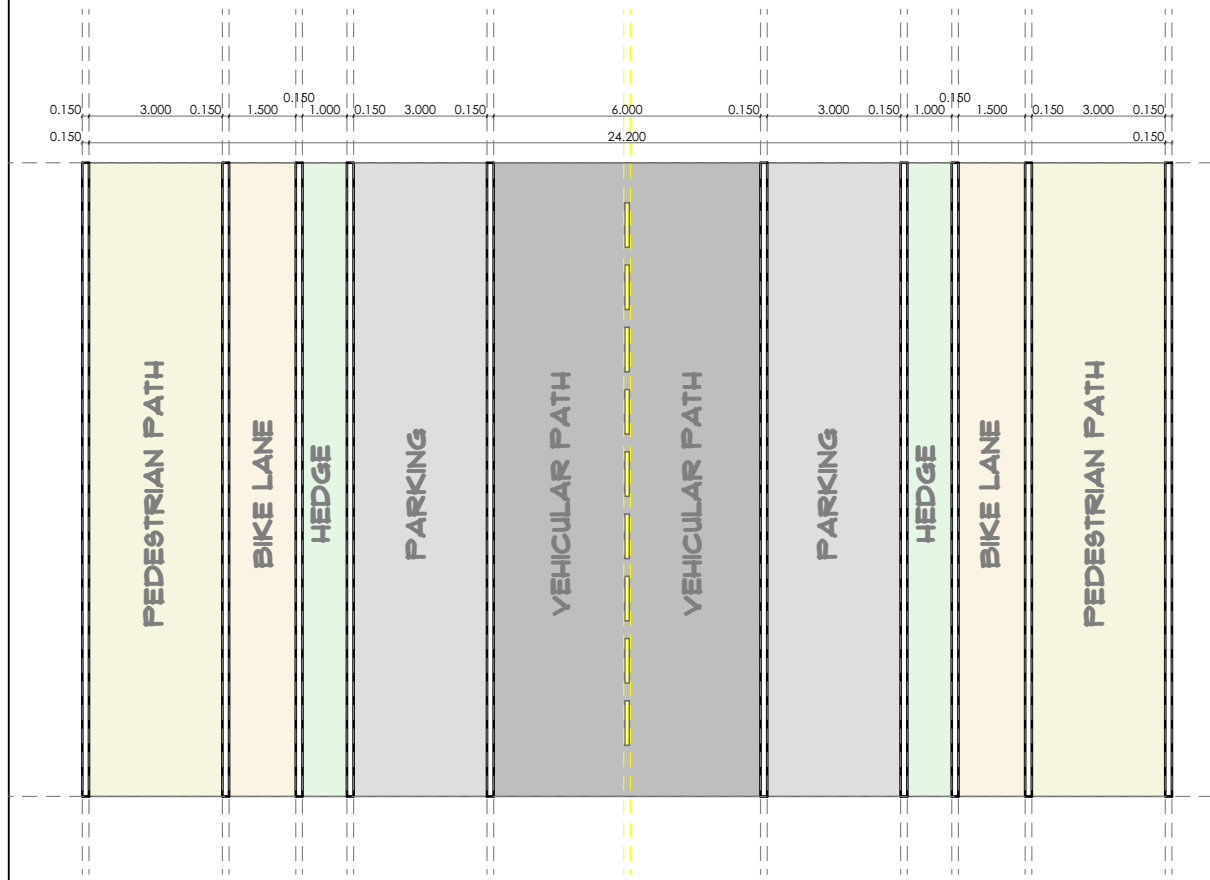 0.150 0.150
0.150 3.000 0.150 1.500 1.000 0.150 3.000 0.150 6.000 0.150 3.000 0.150 1.000 1.500 0.150 3.000 0.150
0.150 24.200 0.150
PEDESTRIAN PATH
BIKE LANE
HEDGE
PARKING
VEHICULAR PATH
VEHICULAR PATH
PARKING
HEDGE
BIKE LANE
PEDESTRIAN PATH